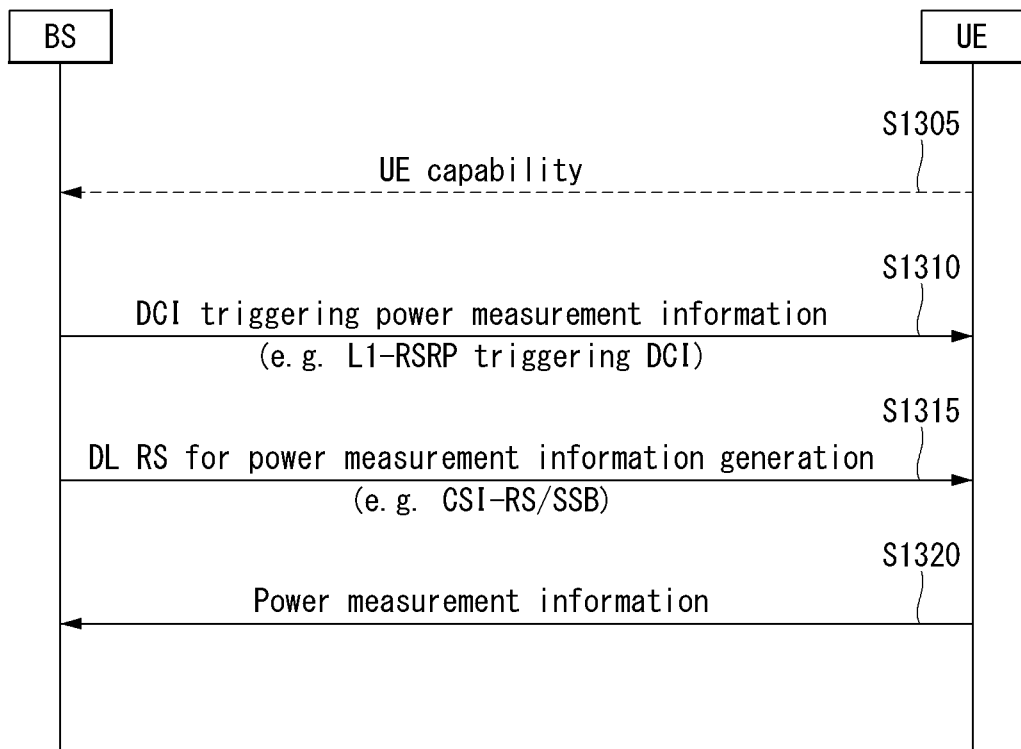 BS
UE
S1305
UE capability
S1310
DCI triggering power measurement information
(e.g. L1-RSRP triggering DCI)
S1315
DL RS for power measurement information generation
(e.g. CSI-RS/SSB)
S1320
Power measurement information